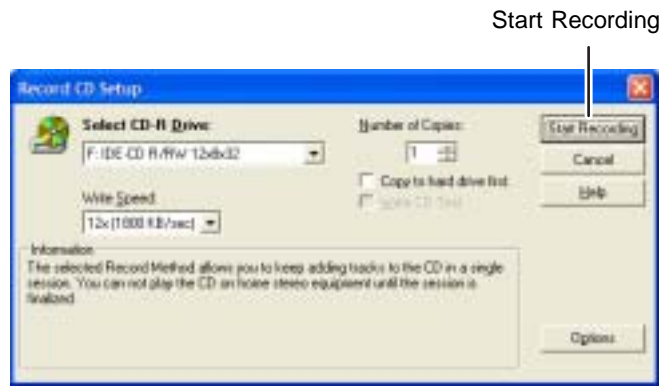 Start Recording
Record CD Setup
Select CD-R Drive:
Number of Copies:
Start Recording
F: IDE-CD R/RW 12x8x32
1
Cancel
Copy to hard drive first
Help
Write Speed
12x (1800 KB/sec)
Information
The selected Record Method allows you to keep adding tracks to the CD in a single
session. You can not play the CD on home stereo equipment until the session is
finalized
Options